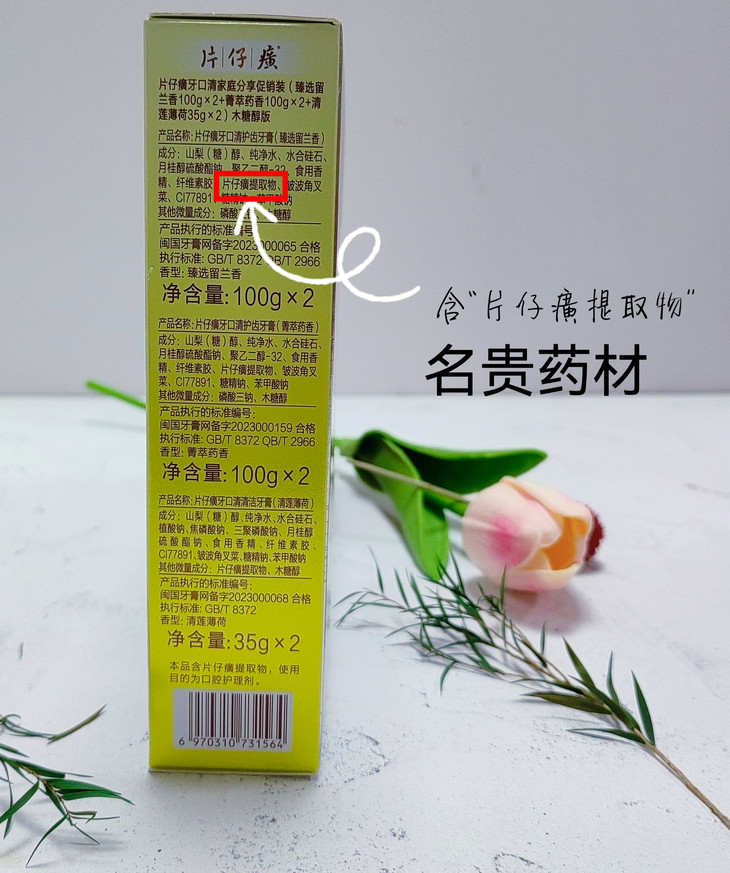 片仔癀
片仔癀牙口清家庭分享促销装（臻选留
兰香100g×2+菁萃药香100g×2+清
莲薄荷35g×2）木糖醇版
产品名称：片仔癀牙口清护齿牙膏（臻选留兰香）
成分：山梨（糖）醇、纯净水、水合硅石、
月桂醇硫酸酯钠、聚乙二醇-32、食用香
精、纤维素胶、片仔癀提取物、皱波角叉
菜、CI77891、糖精钠、苯甲酸钠
其他微量成分：磷酸三钠、木糖醇
产品执行的标准编号：
闽国牙膏网备字2023000065 合格
执行标准: GB/T 8372 QB/T 2966
香型: 臻选留兰香
净含量:100g×2
产品名称：片仔癀牙口清护齿牙膏（菁萃药香）
成分：山梨（糖）醇、纯净水、水合硅石、
月桂醇硫酸酯钠、聚乙二醇-32、食用香
精、纤维素胶、片仔癀提取物、皱波角叉
菜、CI77891、糖精钠、苯甲酸钠
其他微量成分：磷酸三钠、木糖醇
产品执行的标准编号：
闽国牙膏网备字2023000159 合格
执行标准: GB/T 8372 QB/T 2966
香型: 菁萃药香
净含量:100g×2
产品名称：片仔癀牙口清清洁牙膏（清莲薄荷）
成分：山梨（糖）醇、纯净水、水合硅石、
植酸钠、焦磷酸钠、三聚磷酸钠、月桂醇
硫酸酯钠、食用香精、纤维素胶、
CI77891、皱波角叉菜、糖精钠、苯甲酸钠
其他微量成分：片仔癀提取物、木糖醇
产品执行的标准编号：
闽国牙膏网备字2023000068 合格
执行标准: GB/T 8372
香型: 清莲薄荷
净含量:35g×2
本品含片仔癀提取物，使用
目的为口腔护理剂。
6 970310 731564
含“片仔癀提取物”
名贵药材